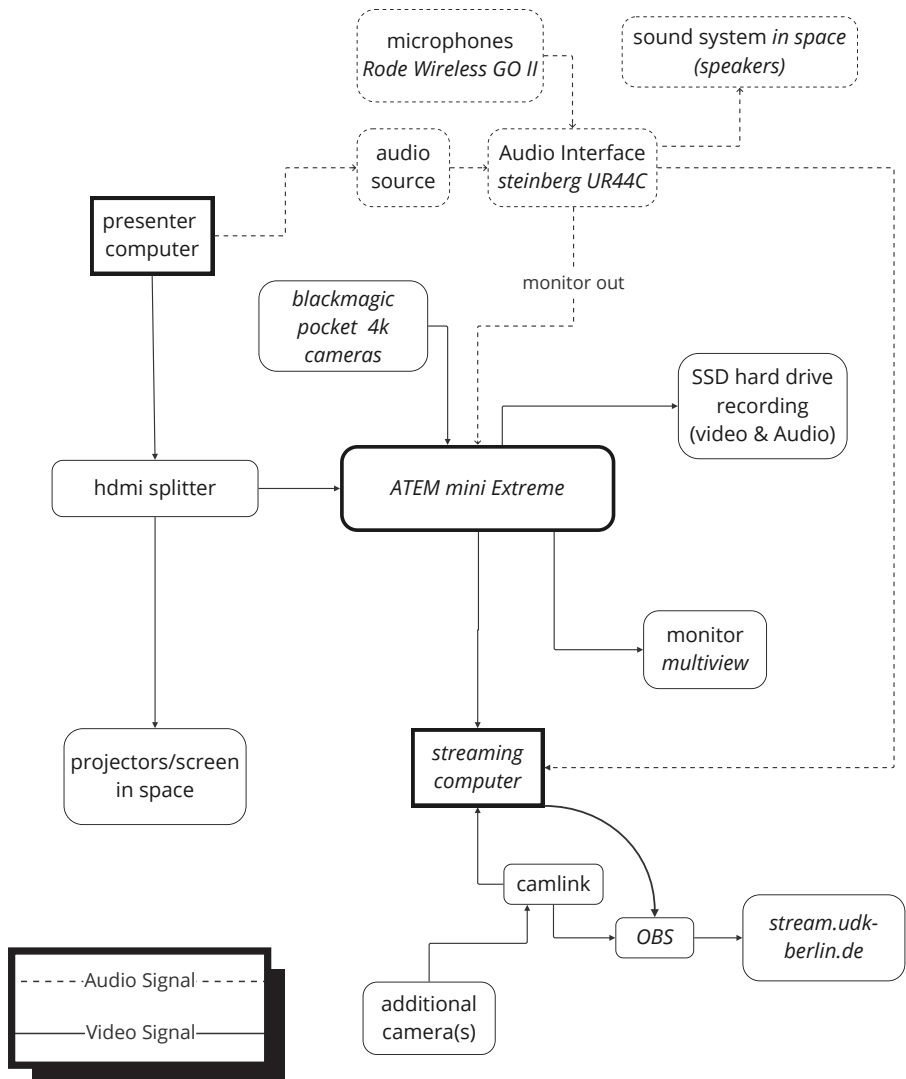 microphones
Rode Wireless GO II
sound system in space
(speakers)
audio
source
Audio Interface
steinberg UR44C
presenter
computer
monitor out
blackmagic
pocket 4k
cameras
SSD hard drive
recording
(video & Audio)
hdmi splitter
ATEM mini Extreme
monitor
multiview
projectors/screen
in space
streaming
computer
camlink
OBS
stream.udk-
berlin.de
additional
camera(s)
Audio Signal
Video Signal